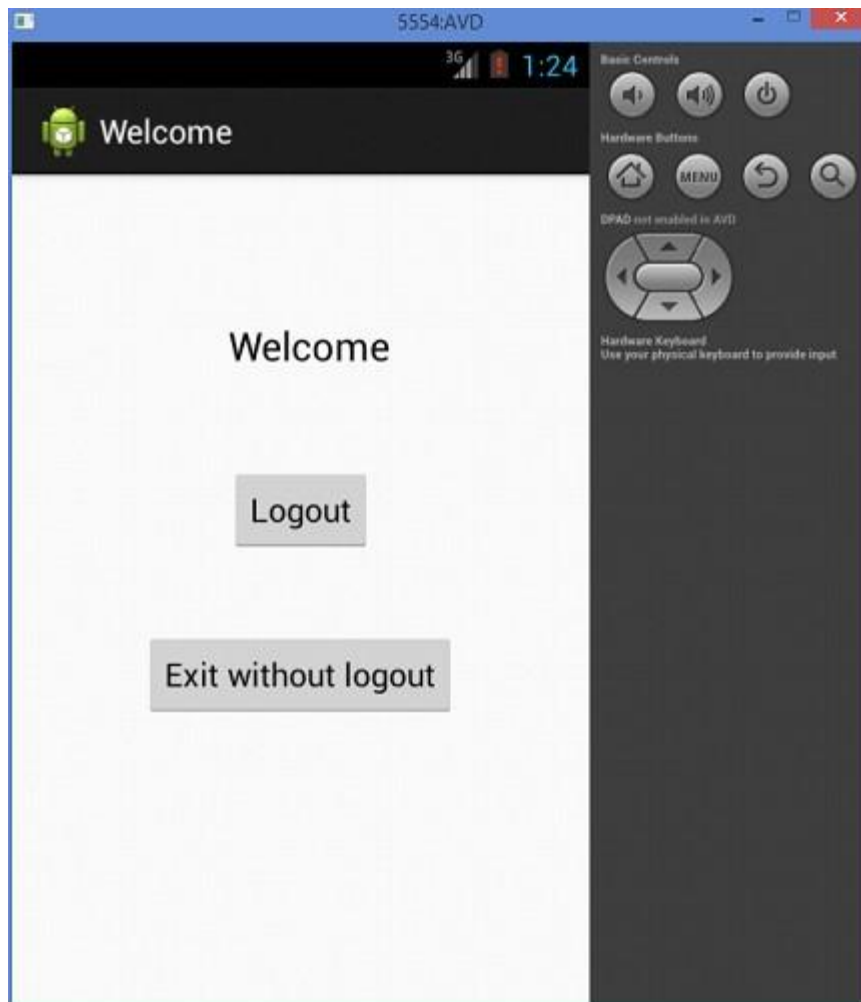 5554:AVD
3G 1:24
Welcome
Welcome
Logout
Exit without logout
Basic Controls
Hardware Buttons
MENU
DPAD not enabled in AVD
Hardware Keyboard
Use your physical keyboard to provide input